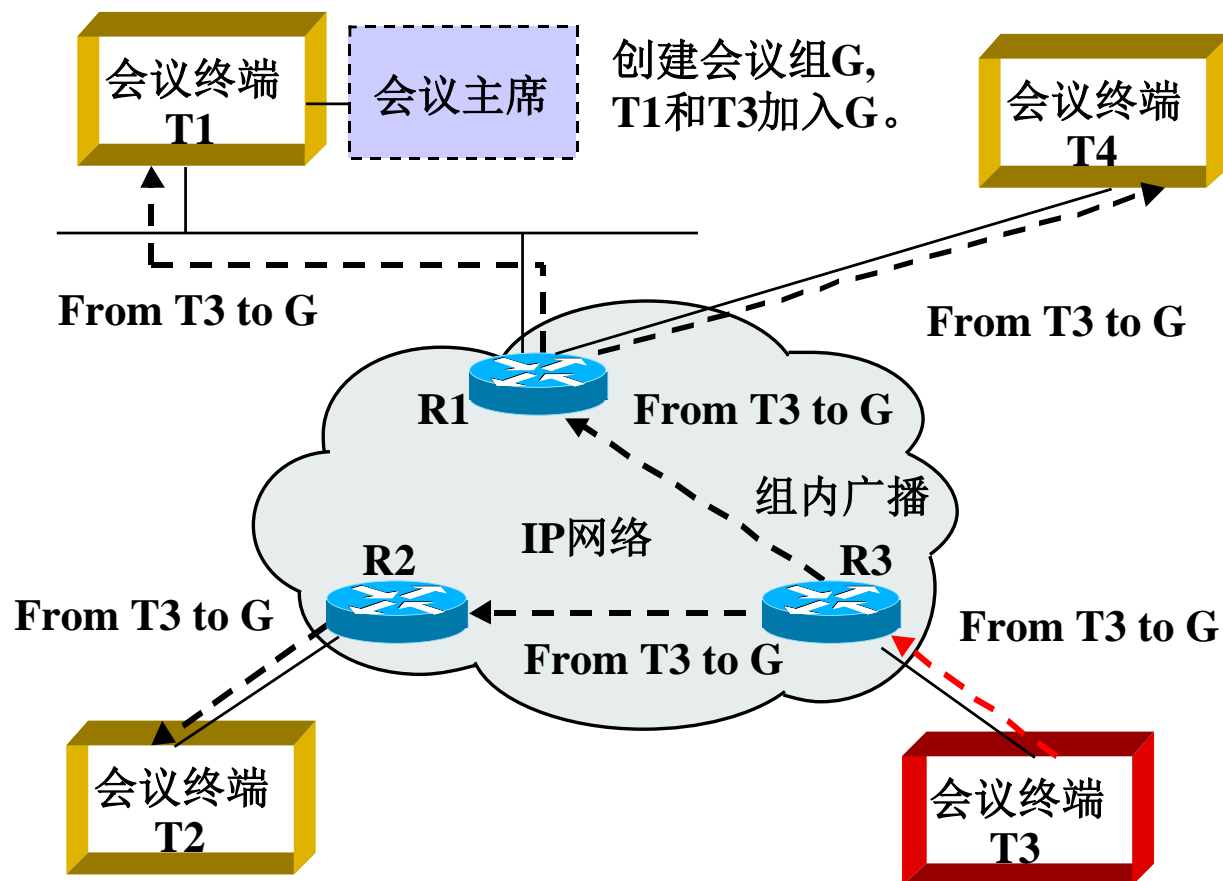 会议终端
T1
会议主席
创建会议组G,
T1和T3加入G。
会议终端
T4
From T3 to G
From T3 to G
R1
From T3 to G
组内广播
IP网络
R2
R3
From T3 to G
From T3 to G
From T3 to G
会议终端
T2
会议终端
T3